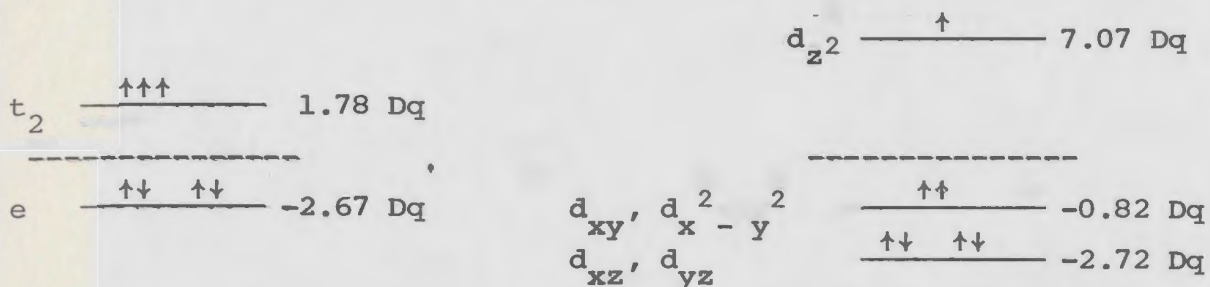 d_z² ↑ 7.07 Dq
t₂ ↑↑↑ 1.78 Dq
e ↑↓ ↑↓ -2.67 Dq
d_xy, d_x² - y² ↑↑ -0.82 Dq
d_xz, d_yz ↑↓ ↑↓ -2.72 Dq